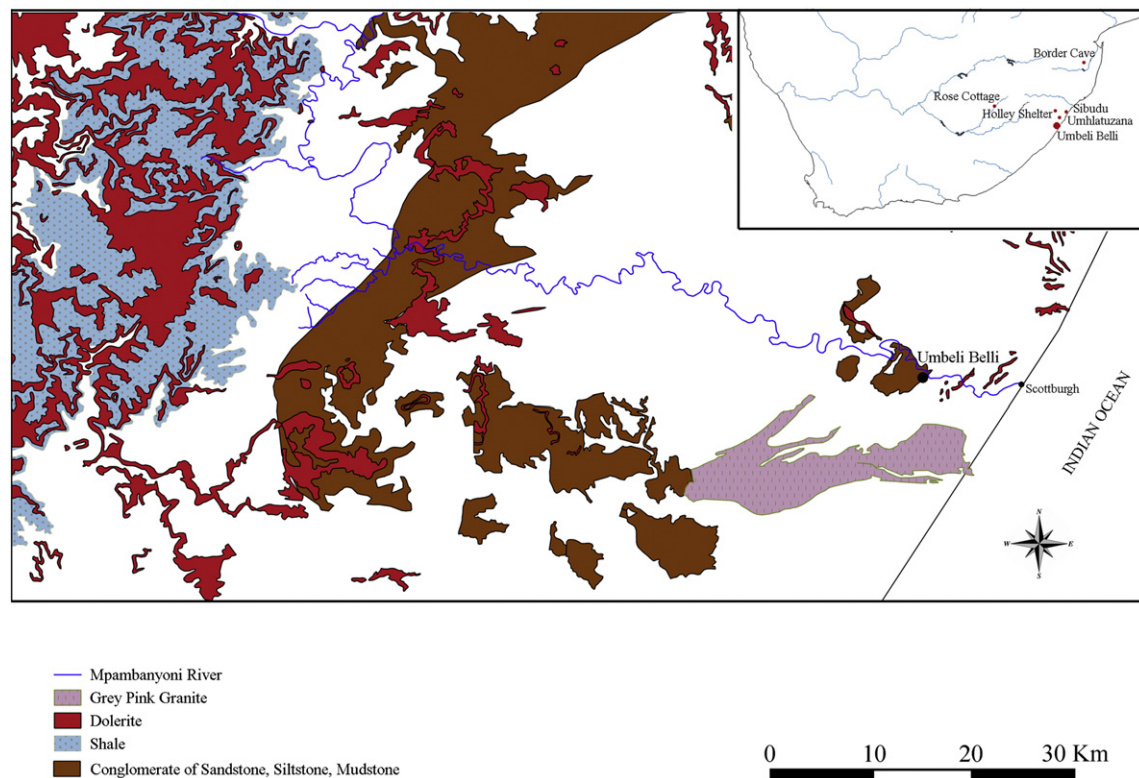 Border Cave
Rose Cottage
Holley Shelter
Sibudu
Umhlatuzana
Umbeli Belli
Umbeli Belli
Scottburgh
INDIAN OCEAN
N
W E
S
Mpambanyoni River
Grey Pink Granite
Dolerite
Shale
Conglomerate of Sandstone, Siltstone, Mudstone
0 10 20 30 Km